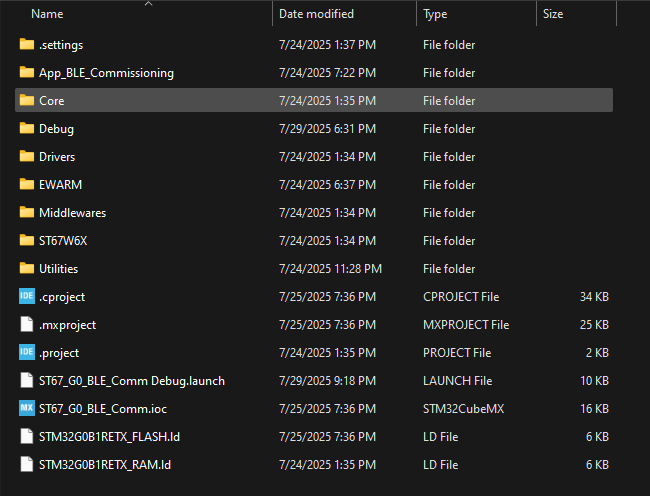 Name Date modified Type Size
.settings 7/24/2025 1:37 PM File folder
App_BLE_Commissioning 7/24/2025 7:22 PM File folder
Core 7/24/2025 1:35 PM File folder
Debug 7/29/2025 6:31 PM File folder
Drivers 7/24/2025 1:34 PM File folder
EWARM 7/24/2025 6:37 PM File folder
Middlewares 7/24/2025 1:34 PM File folder
ST67W6X 7/24/2025 1:34 PM File folder
Utilities 7/24/2025 11:28 PM File folder
IDE .cproject 7/25/2025 7:36 PM CPROJECT File 34 KB
.mxproject 7/25/2025 7:36 PM MXPROJECT File 25 KB
IDE .project 7/24/2025 1:35 PM PROJECT File 2 KB
ST67_G0_BLE_Comm Debug.launch 7/29/2025 9:18 PM LAUNCH File 10 KB
MX ST67_G0_BLE_Comm.ioc 7/25/2025 7:36 PM STM32CubeMX 16 KB
STM32G0B1RETX_FLASH.ld 7/25/2025 7:36 PM LD File 6 KB
STM32G0B1RETX_RAM.ld 7/24/2025 1:35 PM LD File 6 KB